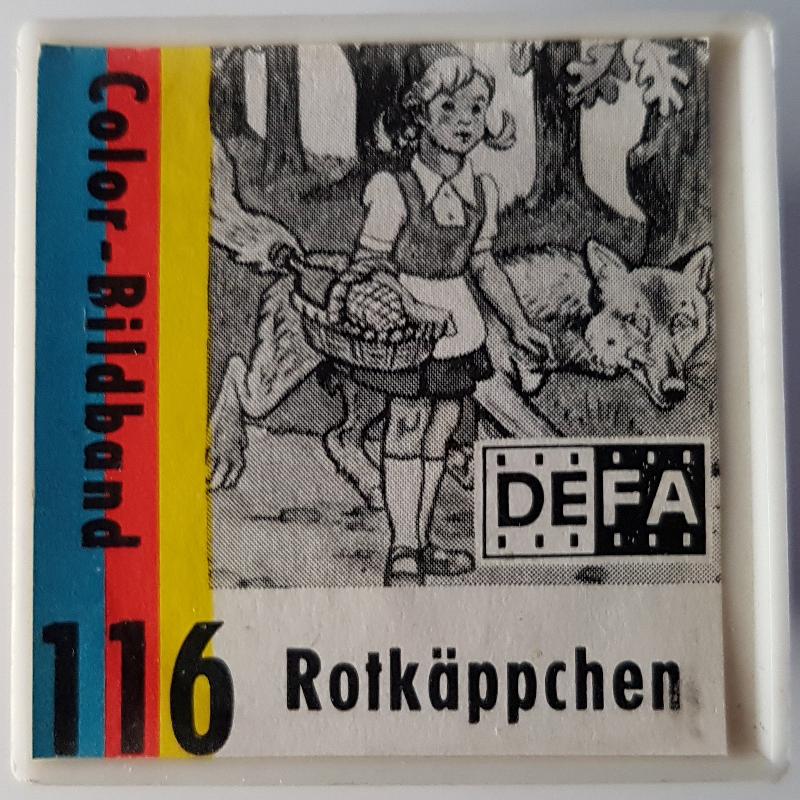 Color-Bildband
DEFA
116
Rotkäppchen